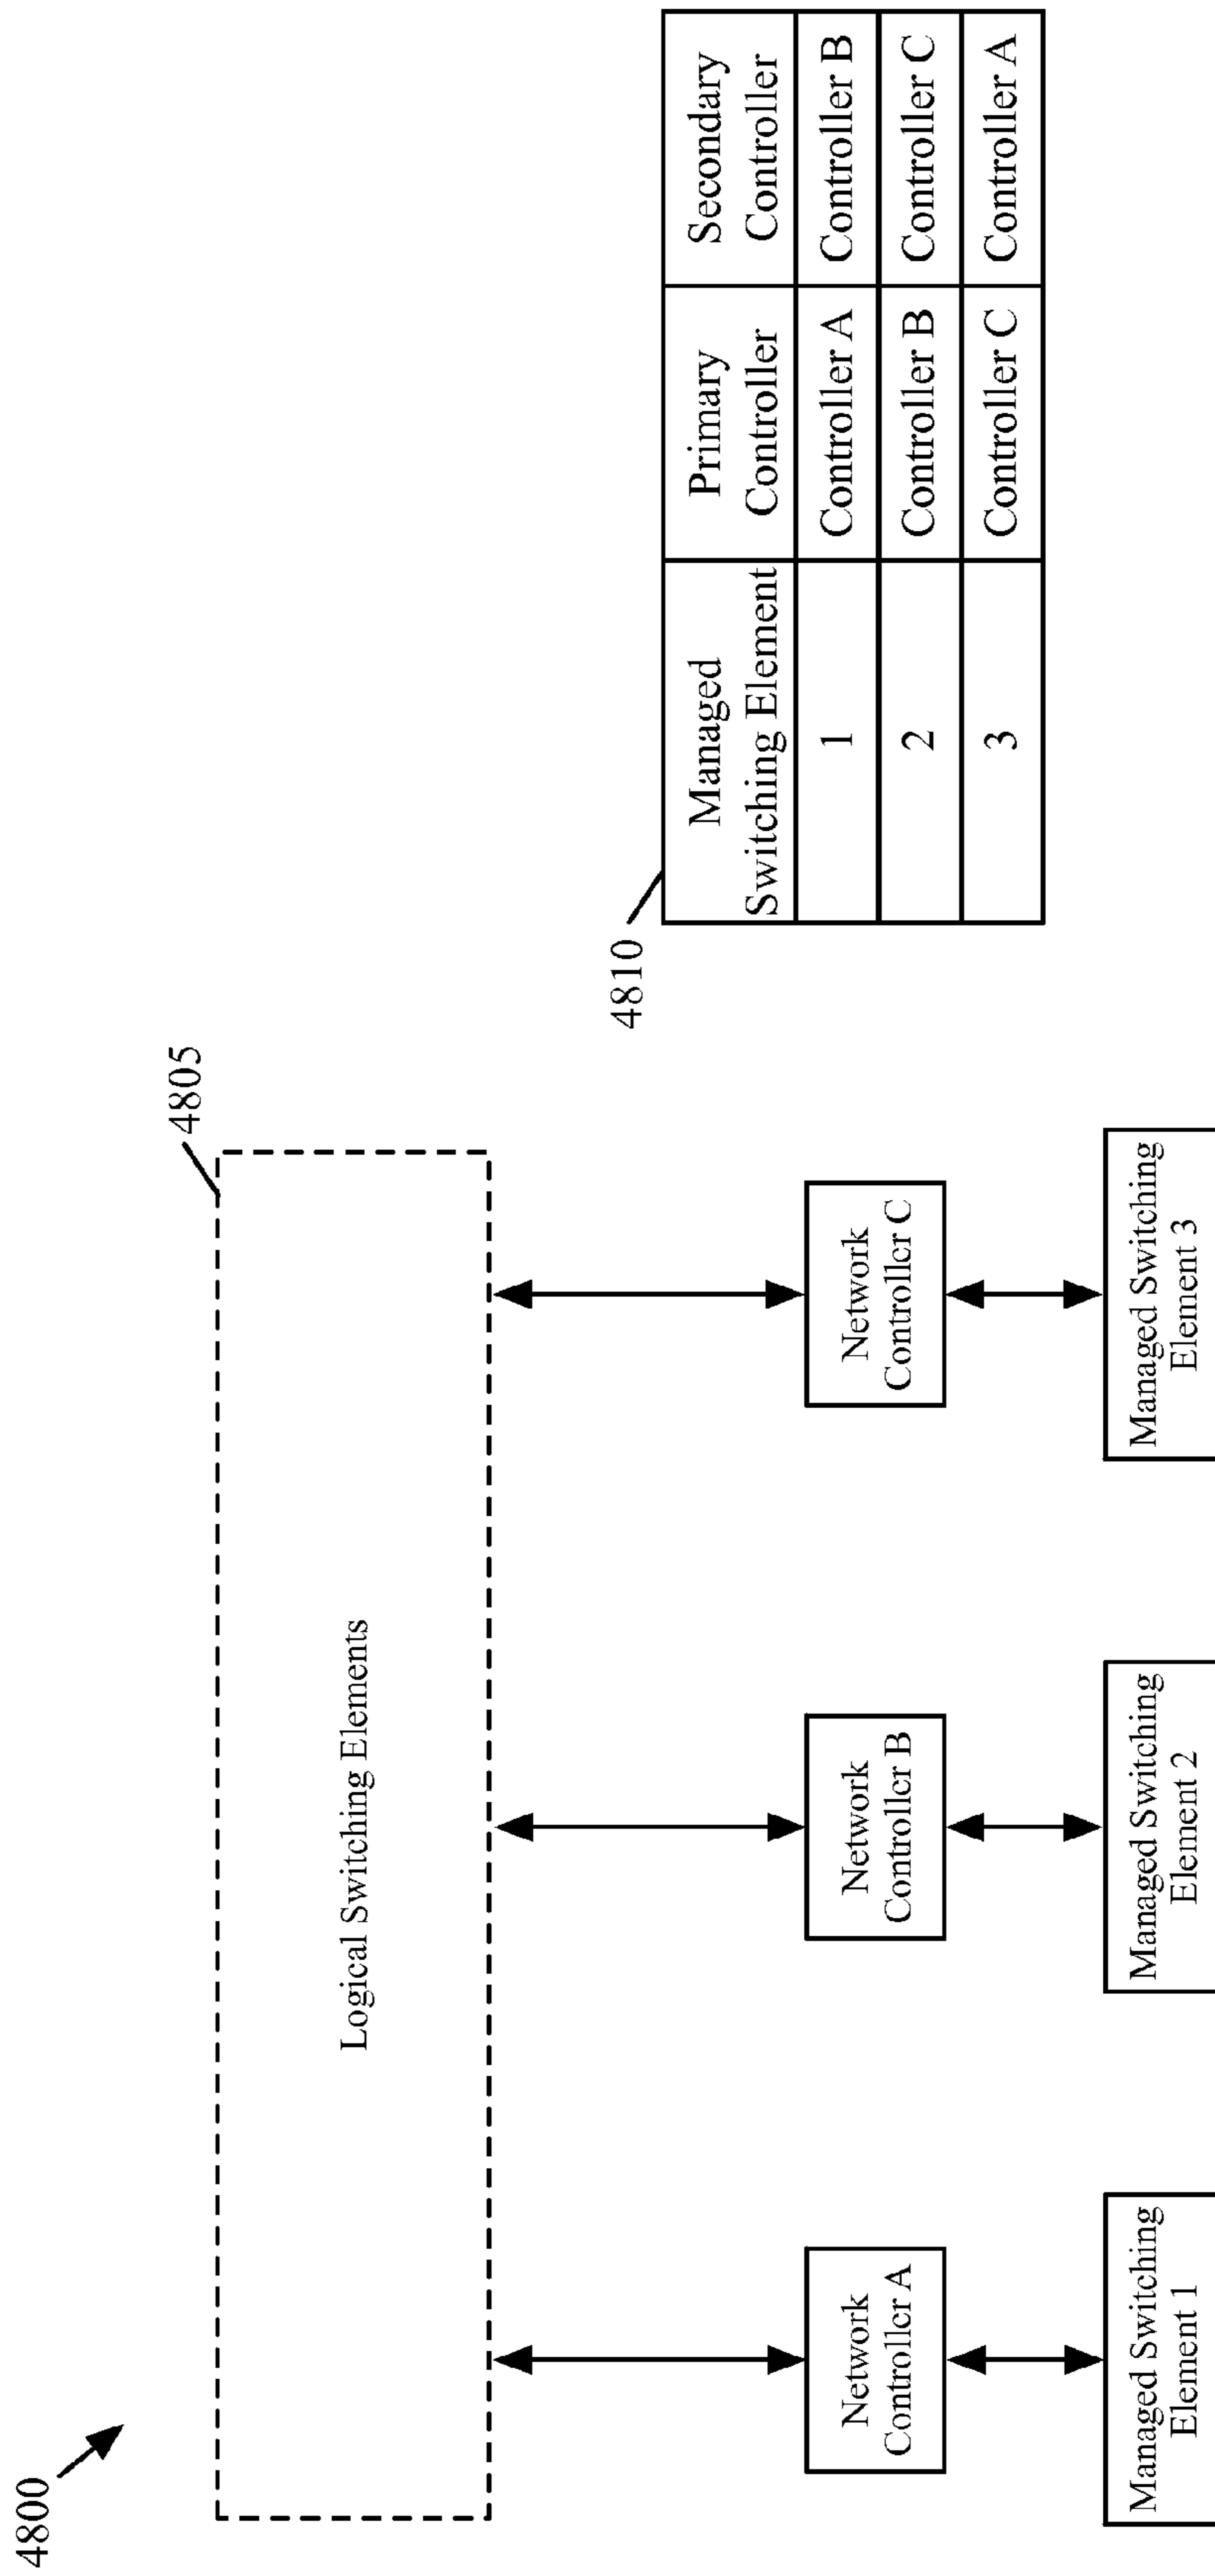 4800
4805
Logical Switching Elements
Network
Controller A
Network
Controller B
Network
Controller C
Managed Switching
Element 1
Managed Switching
Element 2
Managed Switching
Element 3
4810
Managed
Switching Element
Primary
Controller
Secondary
Controller
1
Controller A
Controller B
2
Controller B
Controller C
3
Controller C
Controller A